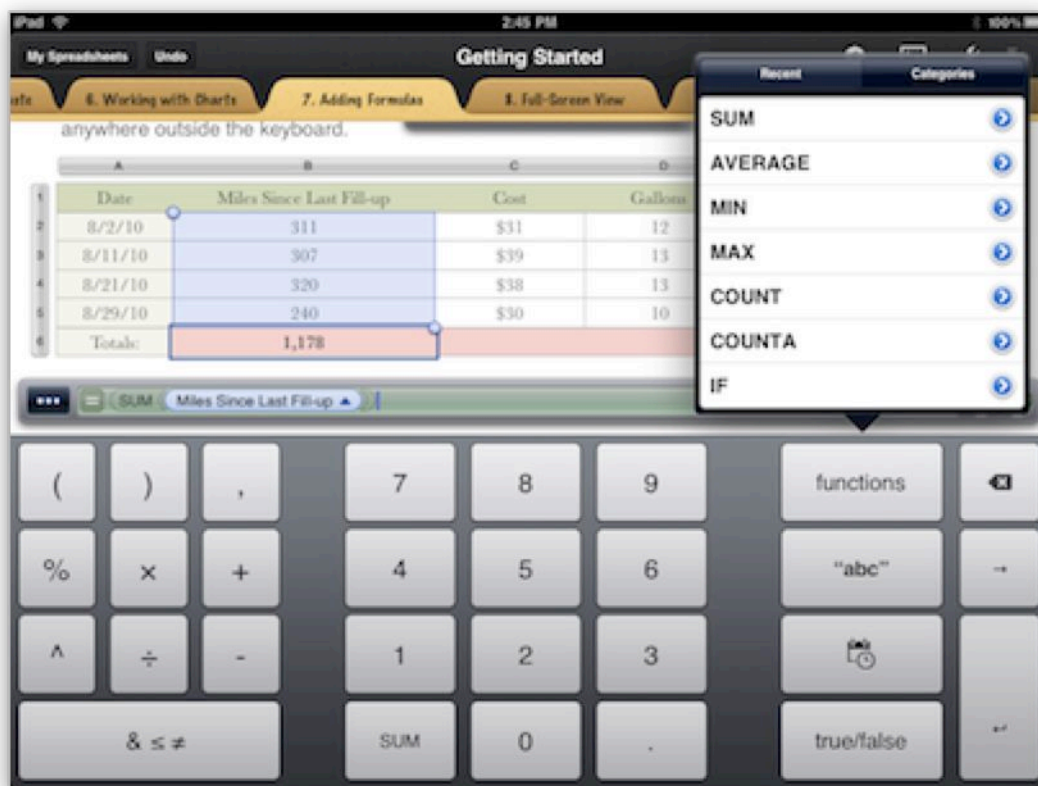 iPad 2:45 PM 100%
My Spreadsheets Undo Getting Started
6. Working with Charts 7. Adding Formulas 8. Full-Screen View
Recent Categories
anywhere outside the keyboard.
SUM
AVERAGE
MIN
MAX
COUNT
COUNTA
IF
A B C D
1 Date Miles Since Last Fill-up Cost Gallons
2 8/2/10 311 $31 12
3 8/11/10 307 $39 13
4 8/21/10 320 $38 13
5 8/29/10 240 $30 10
6 Totals: 1,178
= SUM Miles Since Last Fill-up
( ) , 7 8 9 functions
% × + 4 5 6 "abc" →
^ ÷ - 1 2 3
& ≤ ≠ SUM 0 . true/false